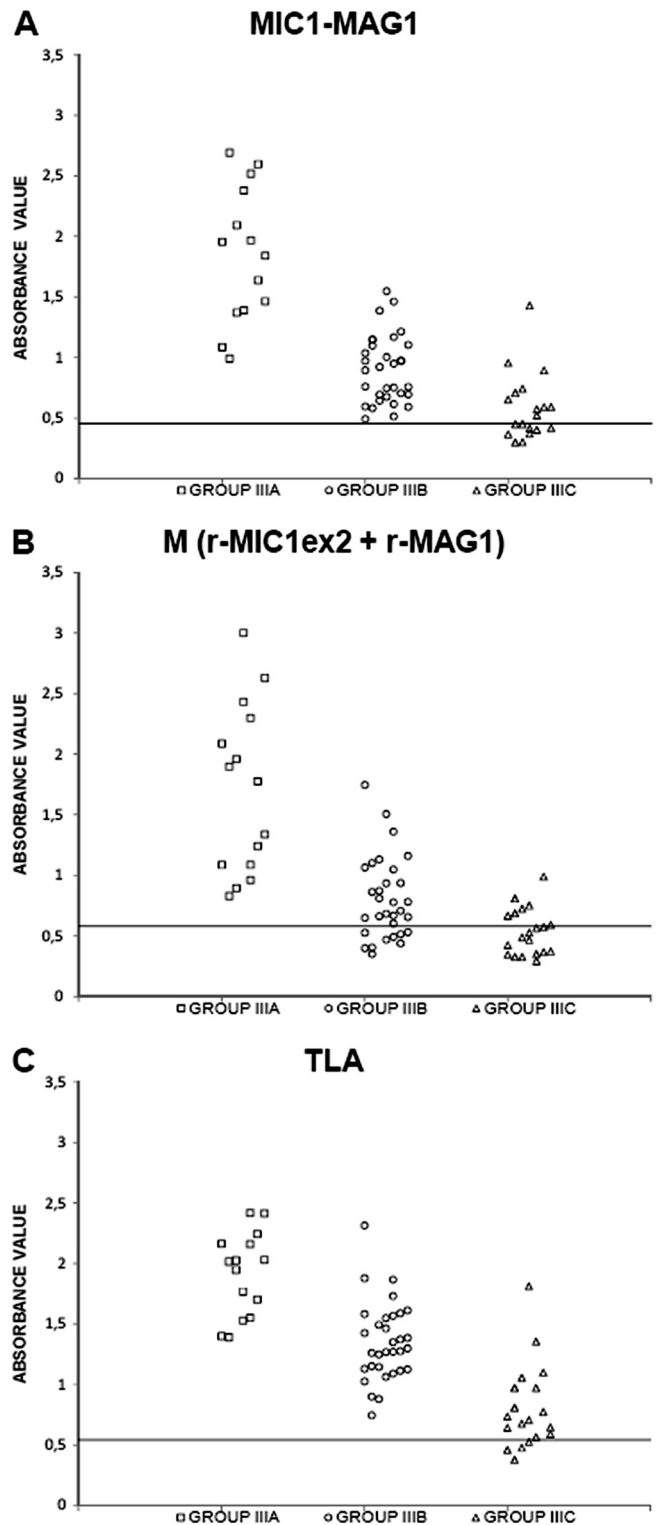 A MIC1-MAG1
3,5
3
2,5
2
1,5
1
0,5
0
ABSORBANCE VALUE
GROUP IIIA GROUP IIIB GROUP IIIC
B M (r-MIC1ex2 + r-MAG1)
3,5
3
2,5
2
1,5
1
0,5
0
ABSORBANCE VALUE
GROUP IIIA GROUP IIIB GROUP IIIC
C TLA
3,5
3
2,5
2
1,5
1
0,5
0
ABSORBANCE VALUE
GROUP IIIA GROUP IIIB GROUP IIIC